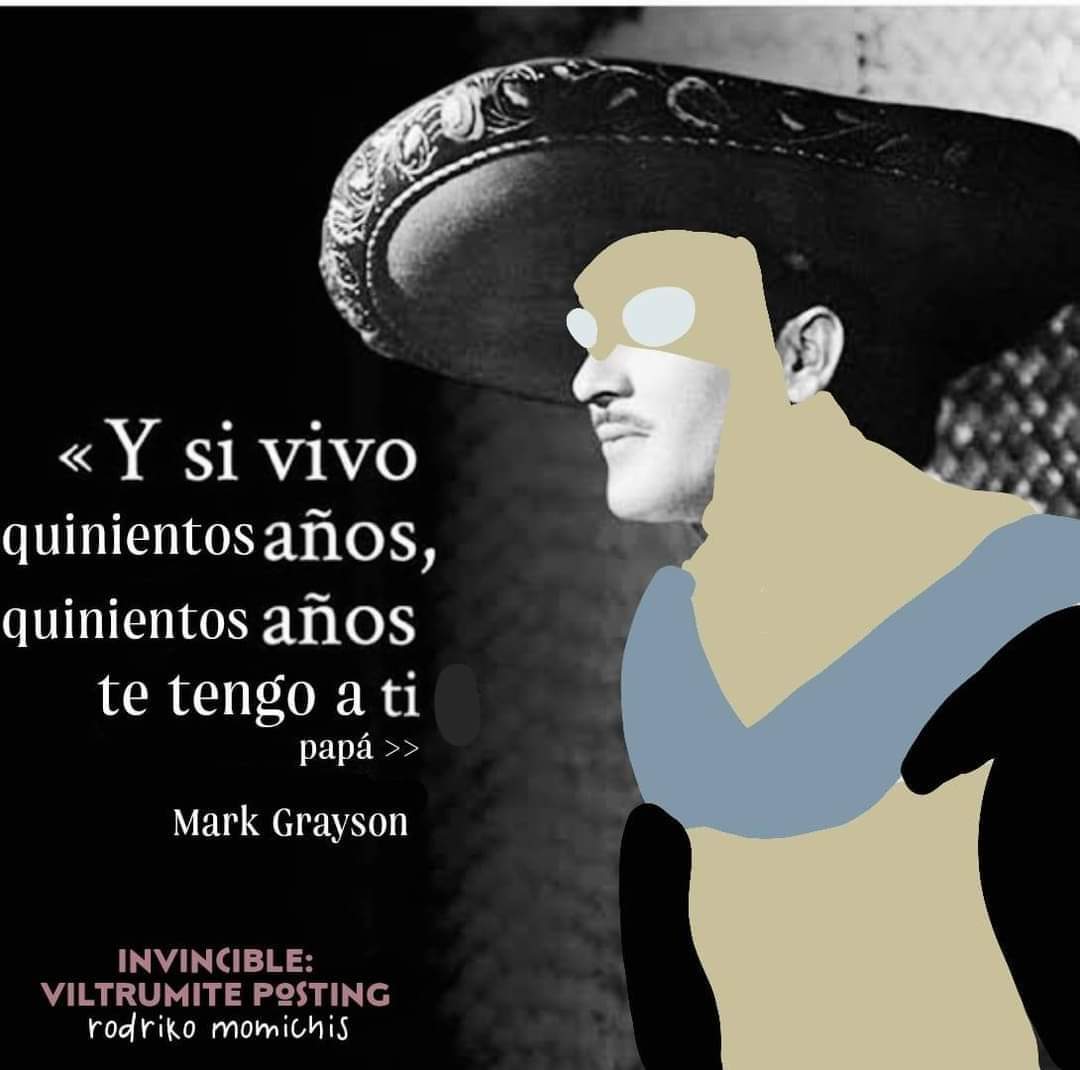 « Y si vivo
quinientos años,
quinientos años
te tengo a ti
papá >>
Mark Grayson
INVINCIBLE:
VILTRUMITE POSTING
rodriko momichis